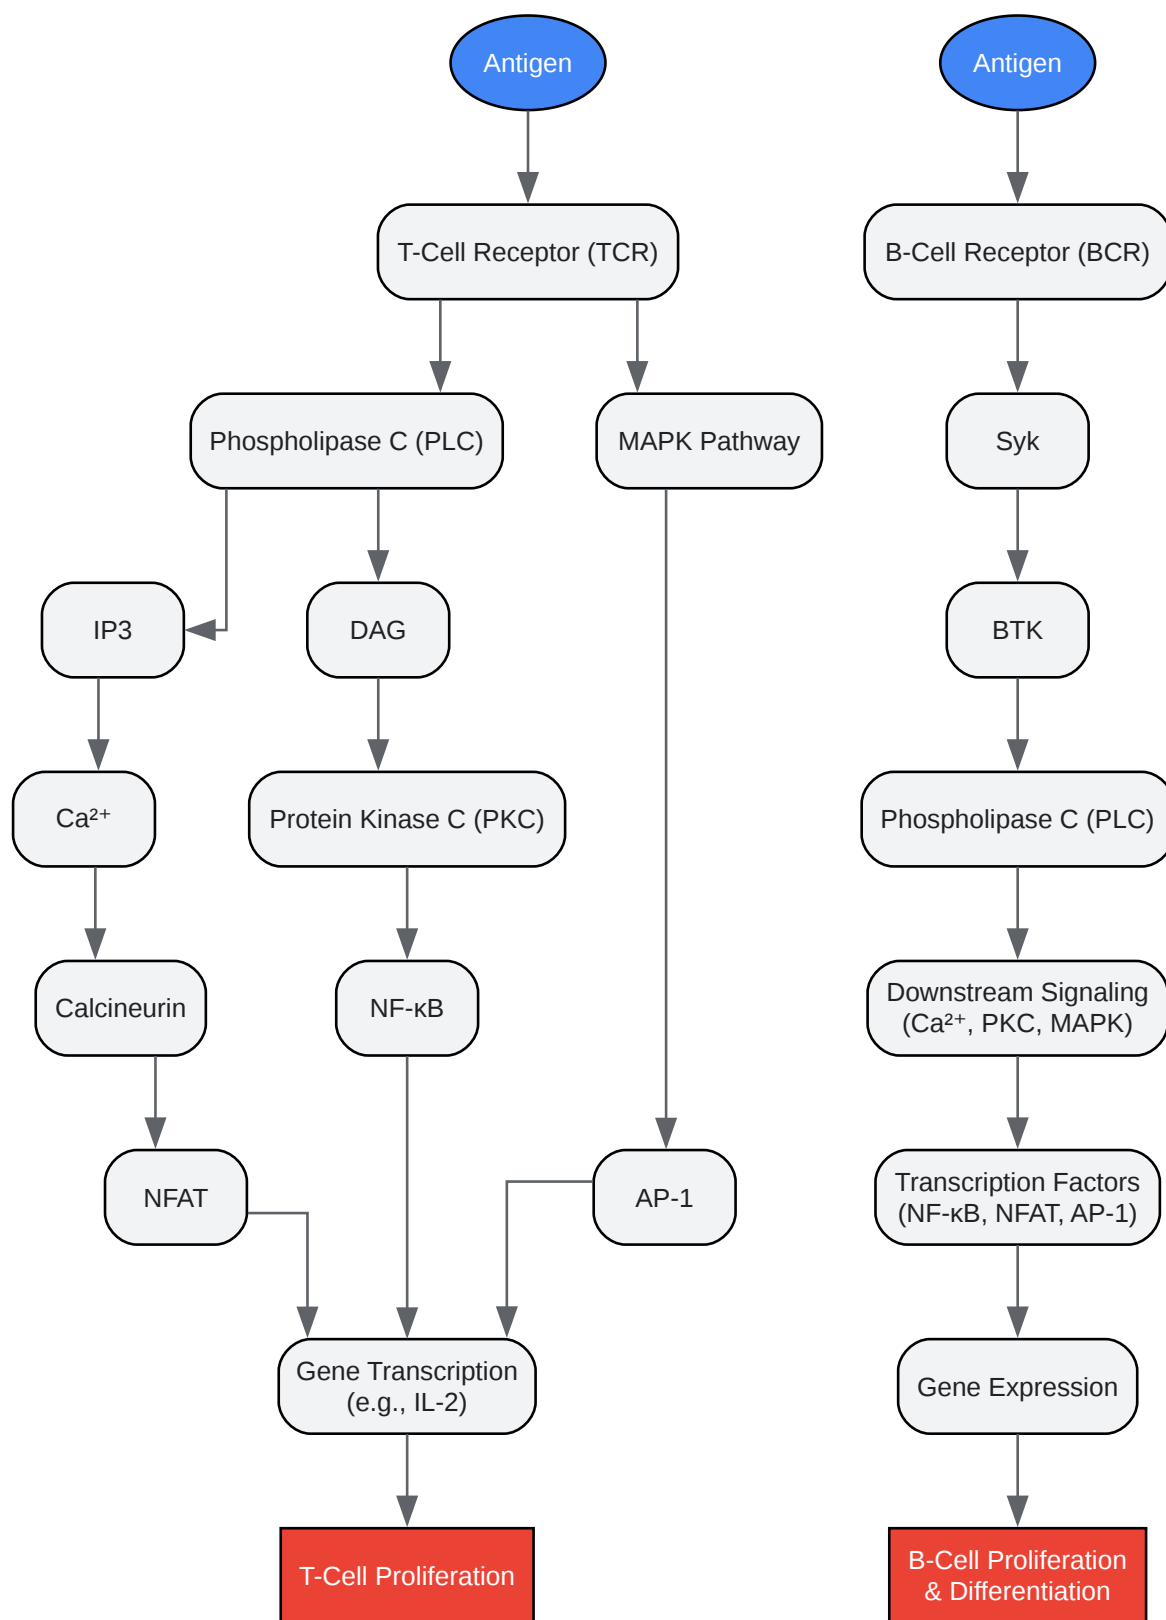 Antigen
Antigen
T-Cell Receptor (TCR)
B-Cell Receptor (BCR)
Phospholipase C (PLC)
MAPK Pathway
Syk
IP3
DAG
BTK
Ca²⁺
Protein Kinase C (PKC)
Phospholipase C (PLC)
Calcineurin
NF-κB
Downstream Signaling
(Ca²⁺, PKC, MAPK)
NFAT
AP-1
Transcription Factors
(NF-κB, NFAT, AP-1)
Gene Transcription
(e.g., IL-2)
Gene Expression
T-Cell Proliferation
B-Cell Proliferation
& Differentiation